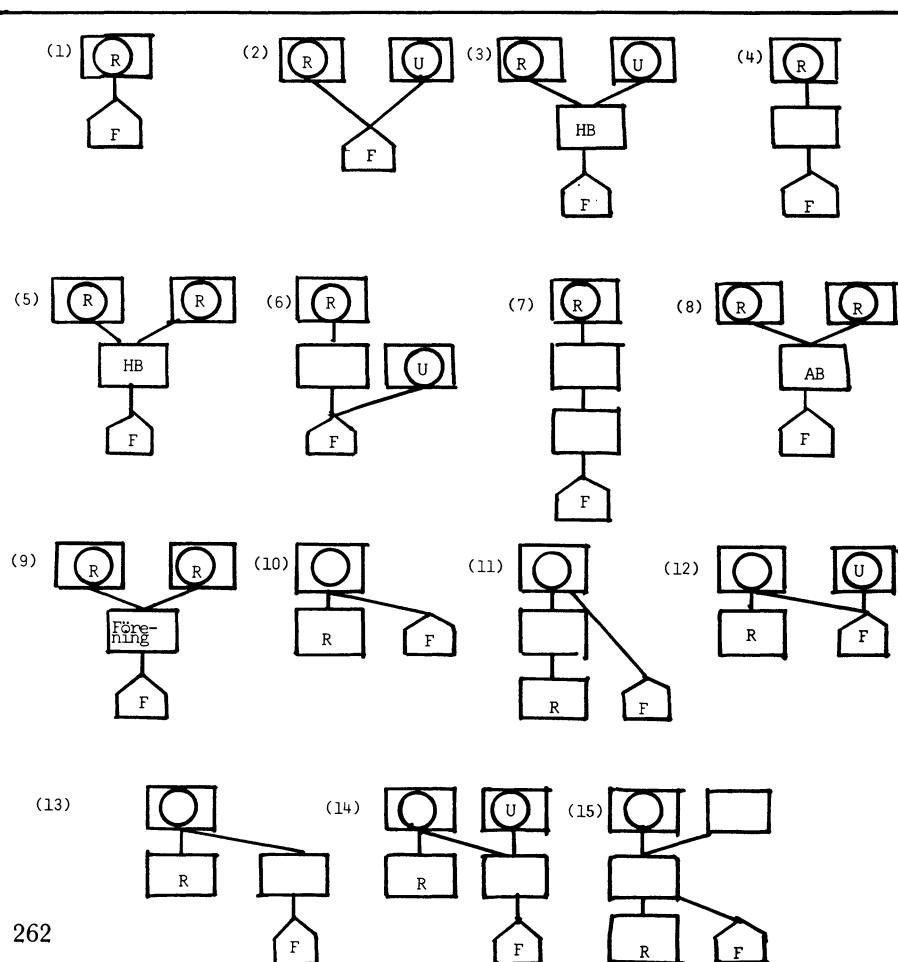 (1) R F
(2) R U F
(3) R U HB F
(4) R F
(5) R R HB F
(6) R U F
(7) R F
(8) R R AB F
(9) R R Före-
ning F
(10) R F
(11) R F
(12) U R F
(13) R F
(14) U R F
(15) R F
262